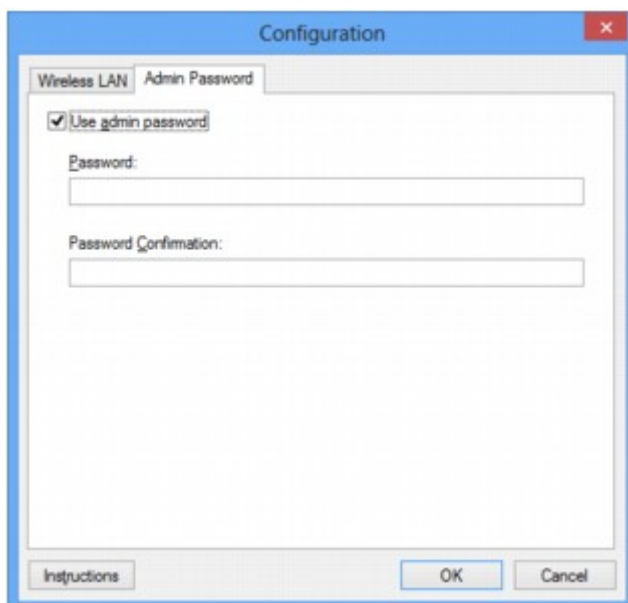 Configuration
Wireless LAN Admin Password
Use admin password
Password:
Password Confirmation:
Instructions OK Cancel